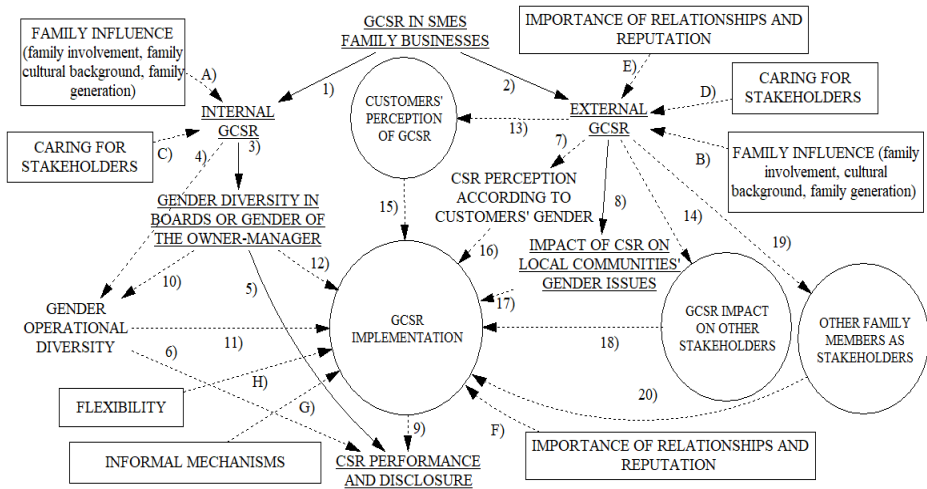 GCSR IN SMES
FAMILY BUSINESSES
IMPORTANCE OF RELATIONSHIPS AND
REPUTATION
FAMILY INFLUENCE
(family involvement, family
cultural background, family
generation)
A)
1)
2)
E)
D)
CARING FOR
STAKEHOLDERS
CUSTOMERS'
PERCEPTION
OF GCSR
INTERNAL
GCSR
EXTERNAL
GCSR
13)
C)
CARING FOR
STAKEHOLDERS
4)
3)
7)
B)
FAMILY INFLUENCE (family
involvement, cultural
background, family generation)
CSR PERCEPTION
ACCORDING TO
CUSTOMERS' GENDER
8)
GENDER DIVERSITY IN
BOARDS OR GENDER OF
THE OWNER-MANAGER
15)
14)
19)
16)
IMPACT OF CSR ON
LOCAL COMMUNITIES'
GENDER ISSUES
10)
12)
5)
17)
GENDER
OPERATIONAL
DIVERSITY
11)
GCSR
IMPLEMENTATION
18)
GCSR IMPACT
ON OTHER
STAKEHOLDERS
OTHER FAMILY
MEMBERS AS
STAKEHOLDERS
6)
H)
FLEXIBILITY
G)
20)
INFORMAL MECHANISMS
9)
F)
IMPORTANCE OF RELATIONSHIPS AND
REPUTATION
CSR PERFORMANCE
AND DISCLOSURE